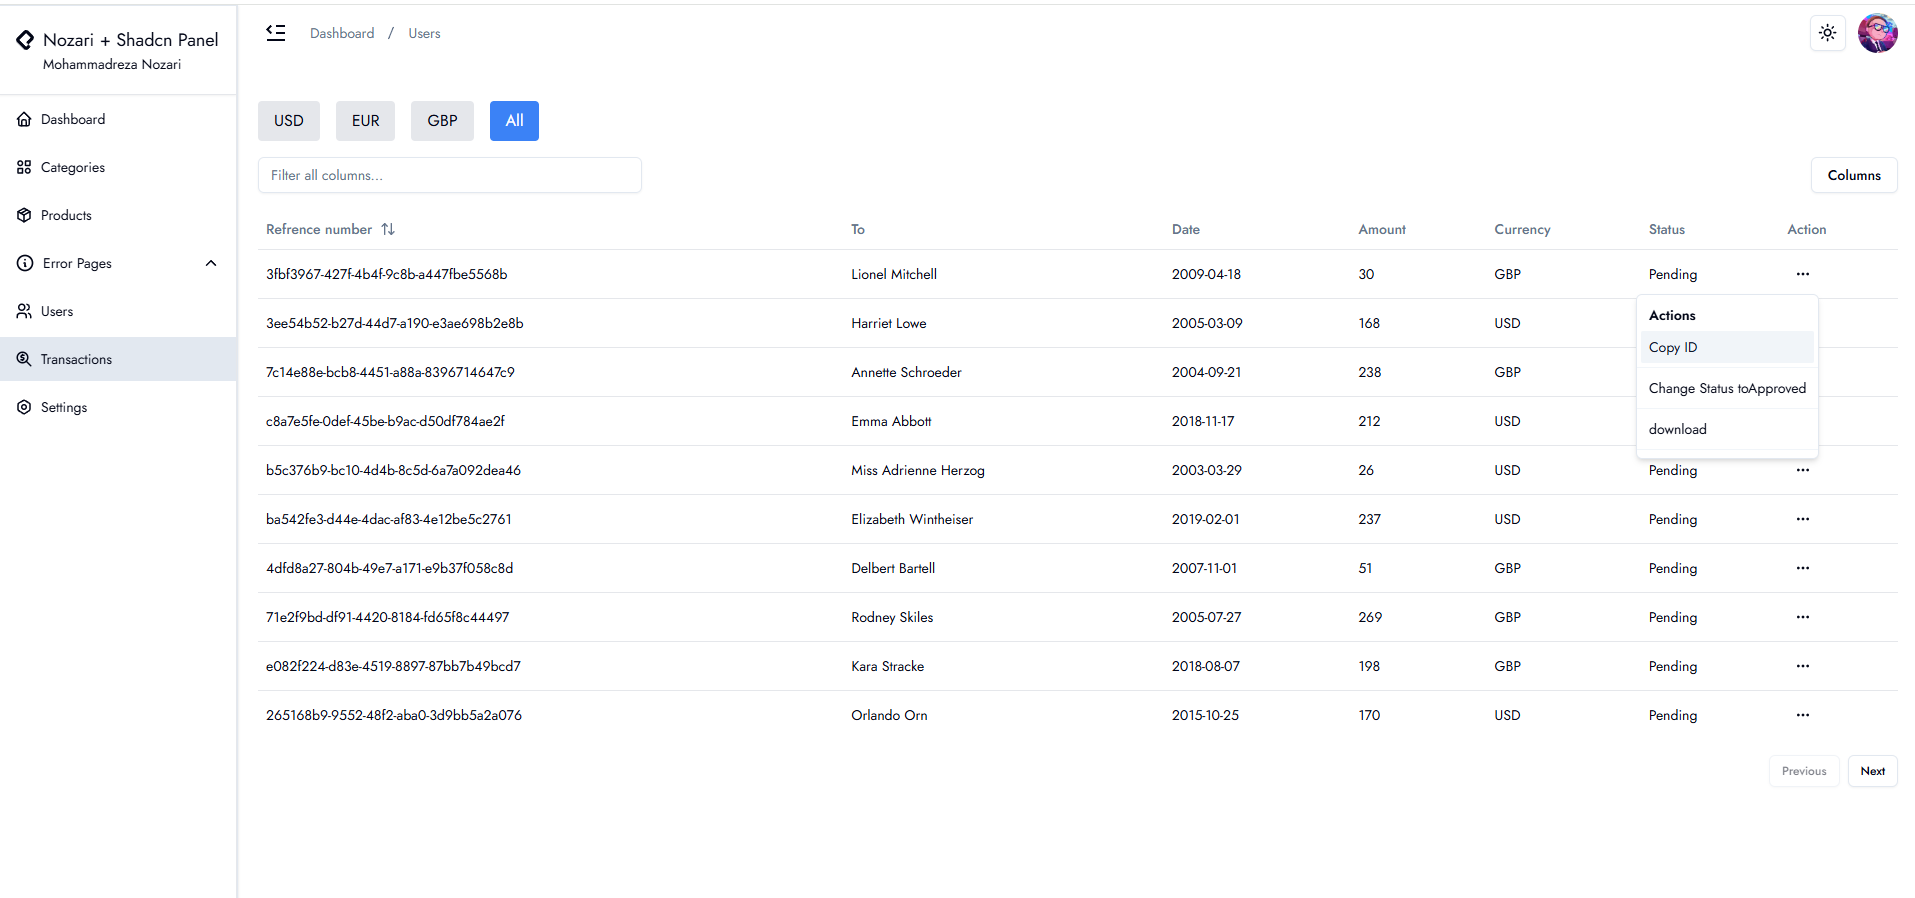 Nozari + Shadcn Panel
Mohammadreza Nozari
Dashboard
Categories
Products
Error Pages
Users
Transactions
Settings
Dashboard / Users
USD EUR GBP All
Filter all columns...
Columns
Refrence number To Date Amount Currency Status Action
3fbf3967-427f-4b4f-9c8b-a447fbe5568b Lionel Mitchell 2009-04-18 30 GBP Pending ...
3ee54b52-b27d-44d7-a190-e3ae698b2e8b Harriet Lowe 2005-03-09 168 USD
7c14e88e-bcb8-4451-a88a-8396714647c9 Annette Schroeder 2004-09-21 238 GBP
c8a7e5fe-0def-45be-b9ac-d50df784ae2f Emma Abbott 2018-11-17 212 USD
b5c376b9-bc10-4d4b-8c5d-6a7a092dea46 Miss Adrienne Herzog 2003-03-29 26 USD Pending ...
ba542fe3-d44e-4dac-af83-4e12be5c2761 Elizabeth Wintheiser 2019-02-01 237 USD Pending ...
4dfd8a27-804b-49e7-a171-e9b37f058c8d Delbert Bartell 2007-11-01 51 GBP Pending ...
71e2f9bd-df91-4420-8184-fd65f8c44497 Rodney Skiles 2005-07-27 269 GBP Pending ...
e082f224-d83e-4519-8897-87bb7b49bcd7 Kara Stracke 2018-08-07 198 GBP Pending ...
265168b9-9552-48f2-aba0-3d9bb5a2a076 Orlando Orn 2015-10-25 170 USD Pending ...
Actions
Copy ID
Change Status toApproved
download
Previous Next